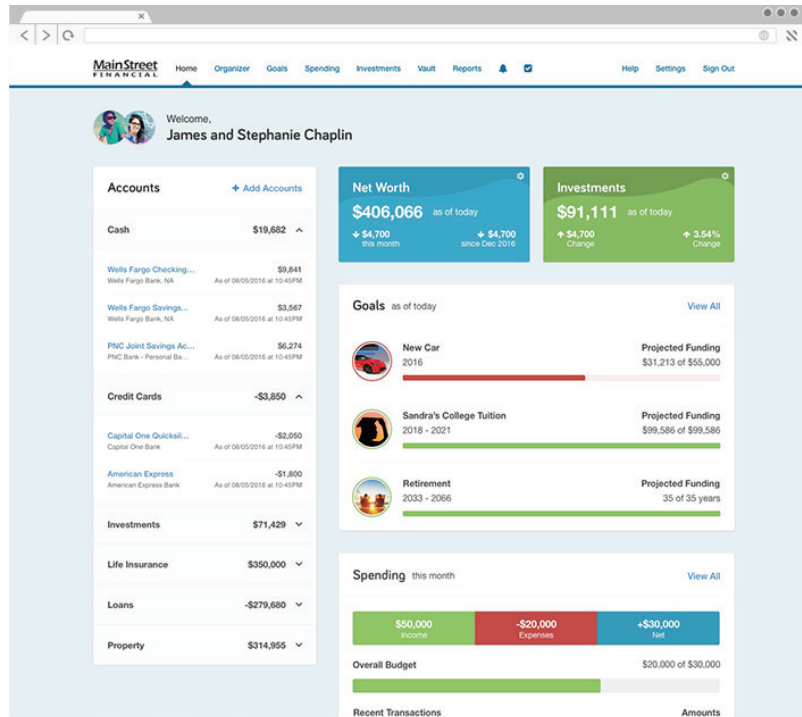 MainStreet
FINANCIAL
Home Organizer Goals Spending Investments Vault Reports Help Settings Sign Out
Welcome,
James and Stephanie Chaplin
Accounts + Add Accounts
Cash $19,682
Wells Fargo Checking... $9,841
Wells Fargo Bank, NA As of 08/05/2016 at 10:45PM
Wells Fargo Savings... $3,567
Wells Fargo Bank, NA As of 08/05/2016 at 10:45PM
PNC Joint Savings Ac... $6,274
PNC Bank - Personal Ba... As of 08/05/2016 at 10:45PM
Credit Cards -$3,850
Capital One Quicksil... -$2,050
Capital One Bank As of 08/05/2016 at 10:45PM
American Express -$1,800
American Express Bank As of 08/05/2016 at 10:45PM
Investments $71,429
Life Insurance $350,000
Loans -$279,680
Property $314,955
Net Worth
$406,066 as of today
$4,700 $4,700
this month since Dec 2016
Investments
$91,111 as of today
$4,700 3.54%
Change Change
Goals as of today View All
New Car Projected Funding
2016 $31,213 of $55,000
Sandra's College Tuition Projected Funding
2018 - 2021 $99,586 of $99,586
Retirement Projected Funding
2033 - 2066 35 of 35 years
Spending this month View All
$50,000 -$20,000 +$30,000
Income Expenses Net
Overall Budget $20,000 of $30,000
Recent Transactions Amounts